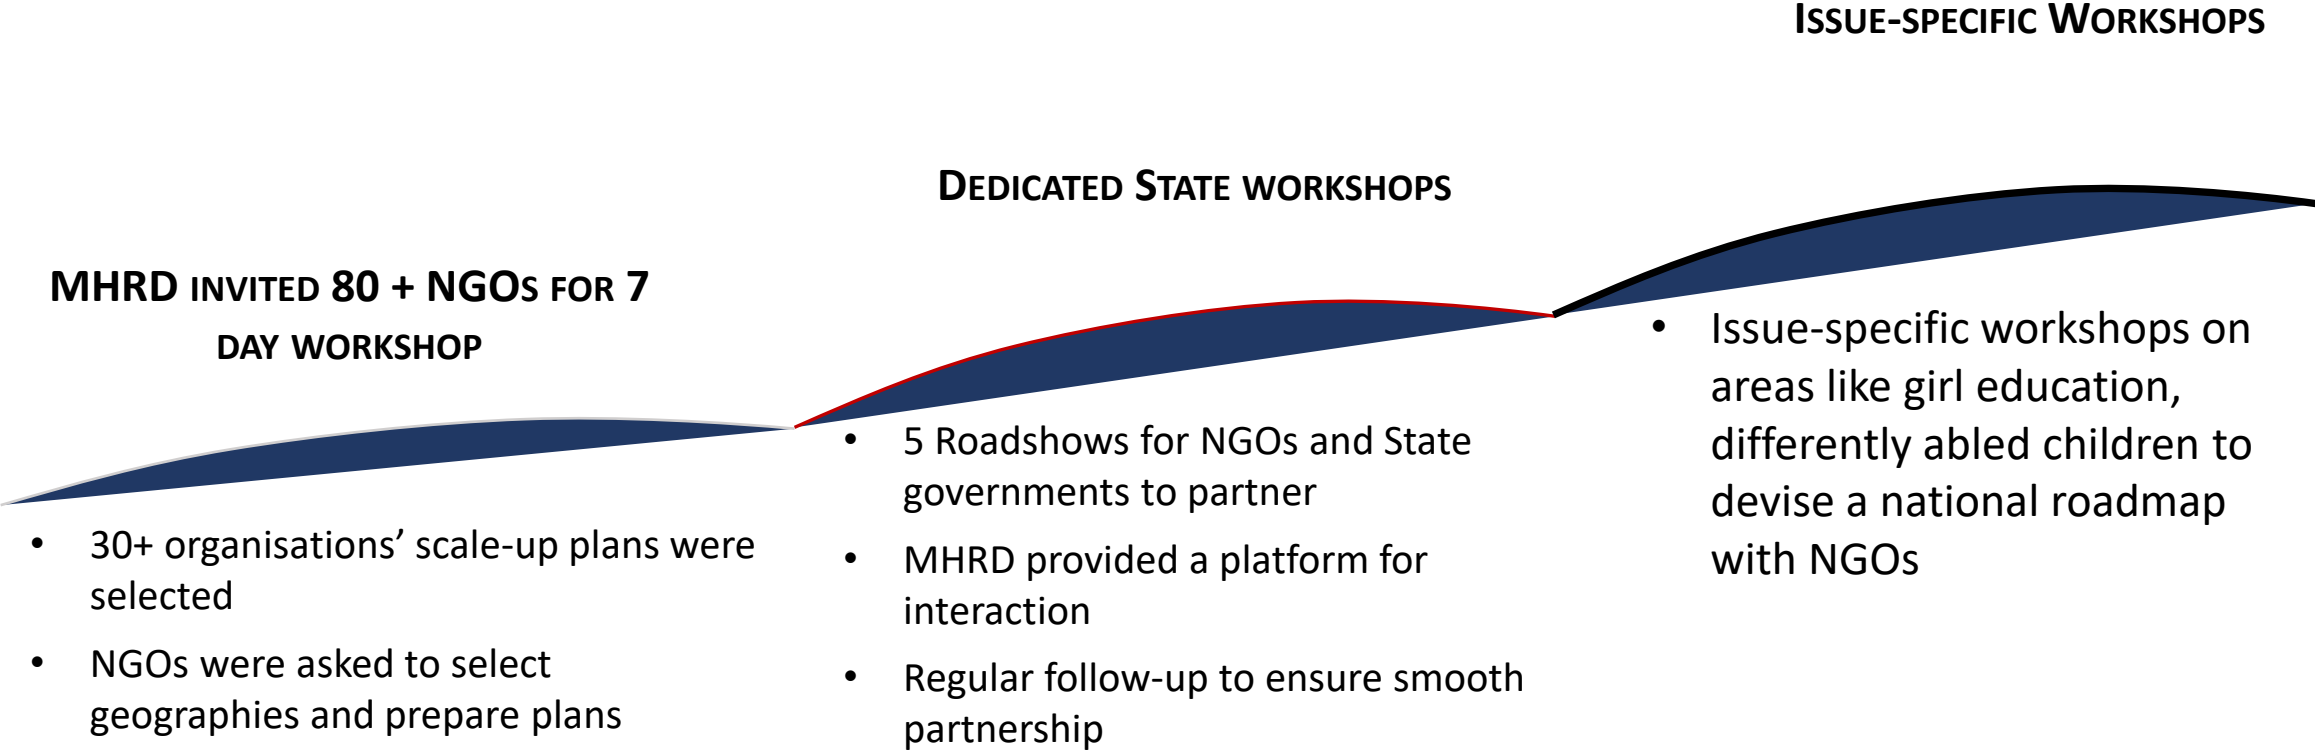 MHRD INVITED 80 + NGOS FOR 7
DAY WORKSHOP
• 30+ organisations’ scale-up plans were
selected
• NGOs were asked to select
geographies and prepare plans
DEDICATED STATE WORKSHOPS
• 5 Roadshows for NGOs and State
governments to partner
• MHRD provided a platform for
interaction
• Regular follow-up to ensure smooth
partnership
ISSUE-SPECIFIC WORKSHOPS
• Issue-specific workshops on
areas like girl education,
differently abled children to
devise a national roadmap
with NGOs